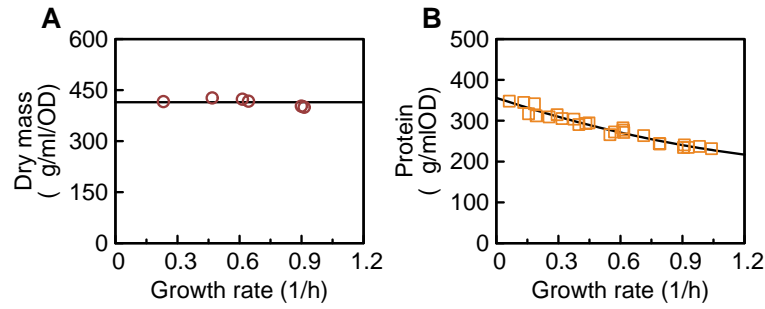 A
Dry mass
( g/ml/OD)
600
450
300
150
0
0 0.3 0.6 0.9 1.2
Growth rate (1/h)
B
Protein
( g/mlOD)
500
400
300
200
100
0
0 0.3 0.6 0.9 1.2
Growth rate (1/h)